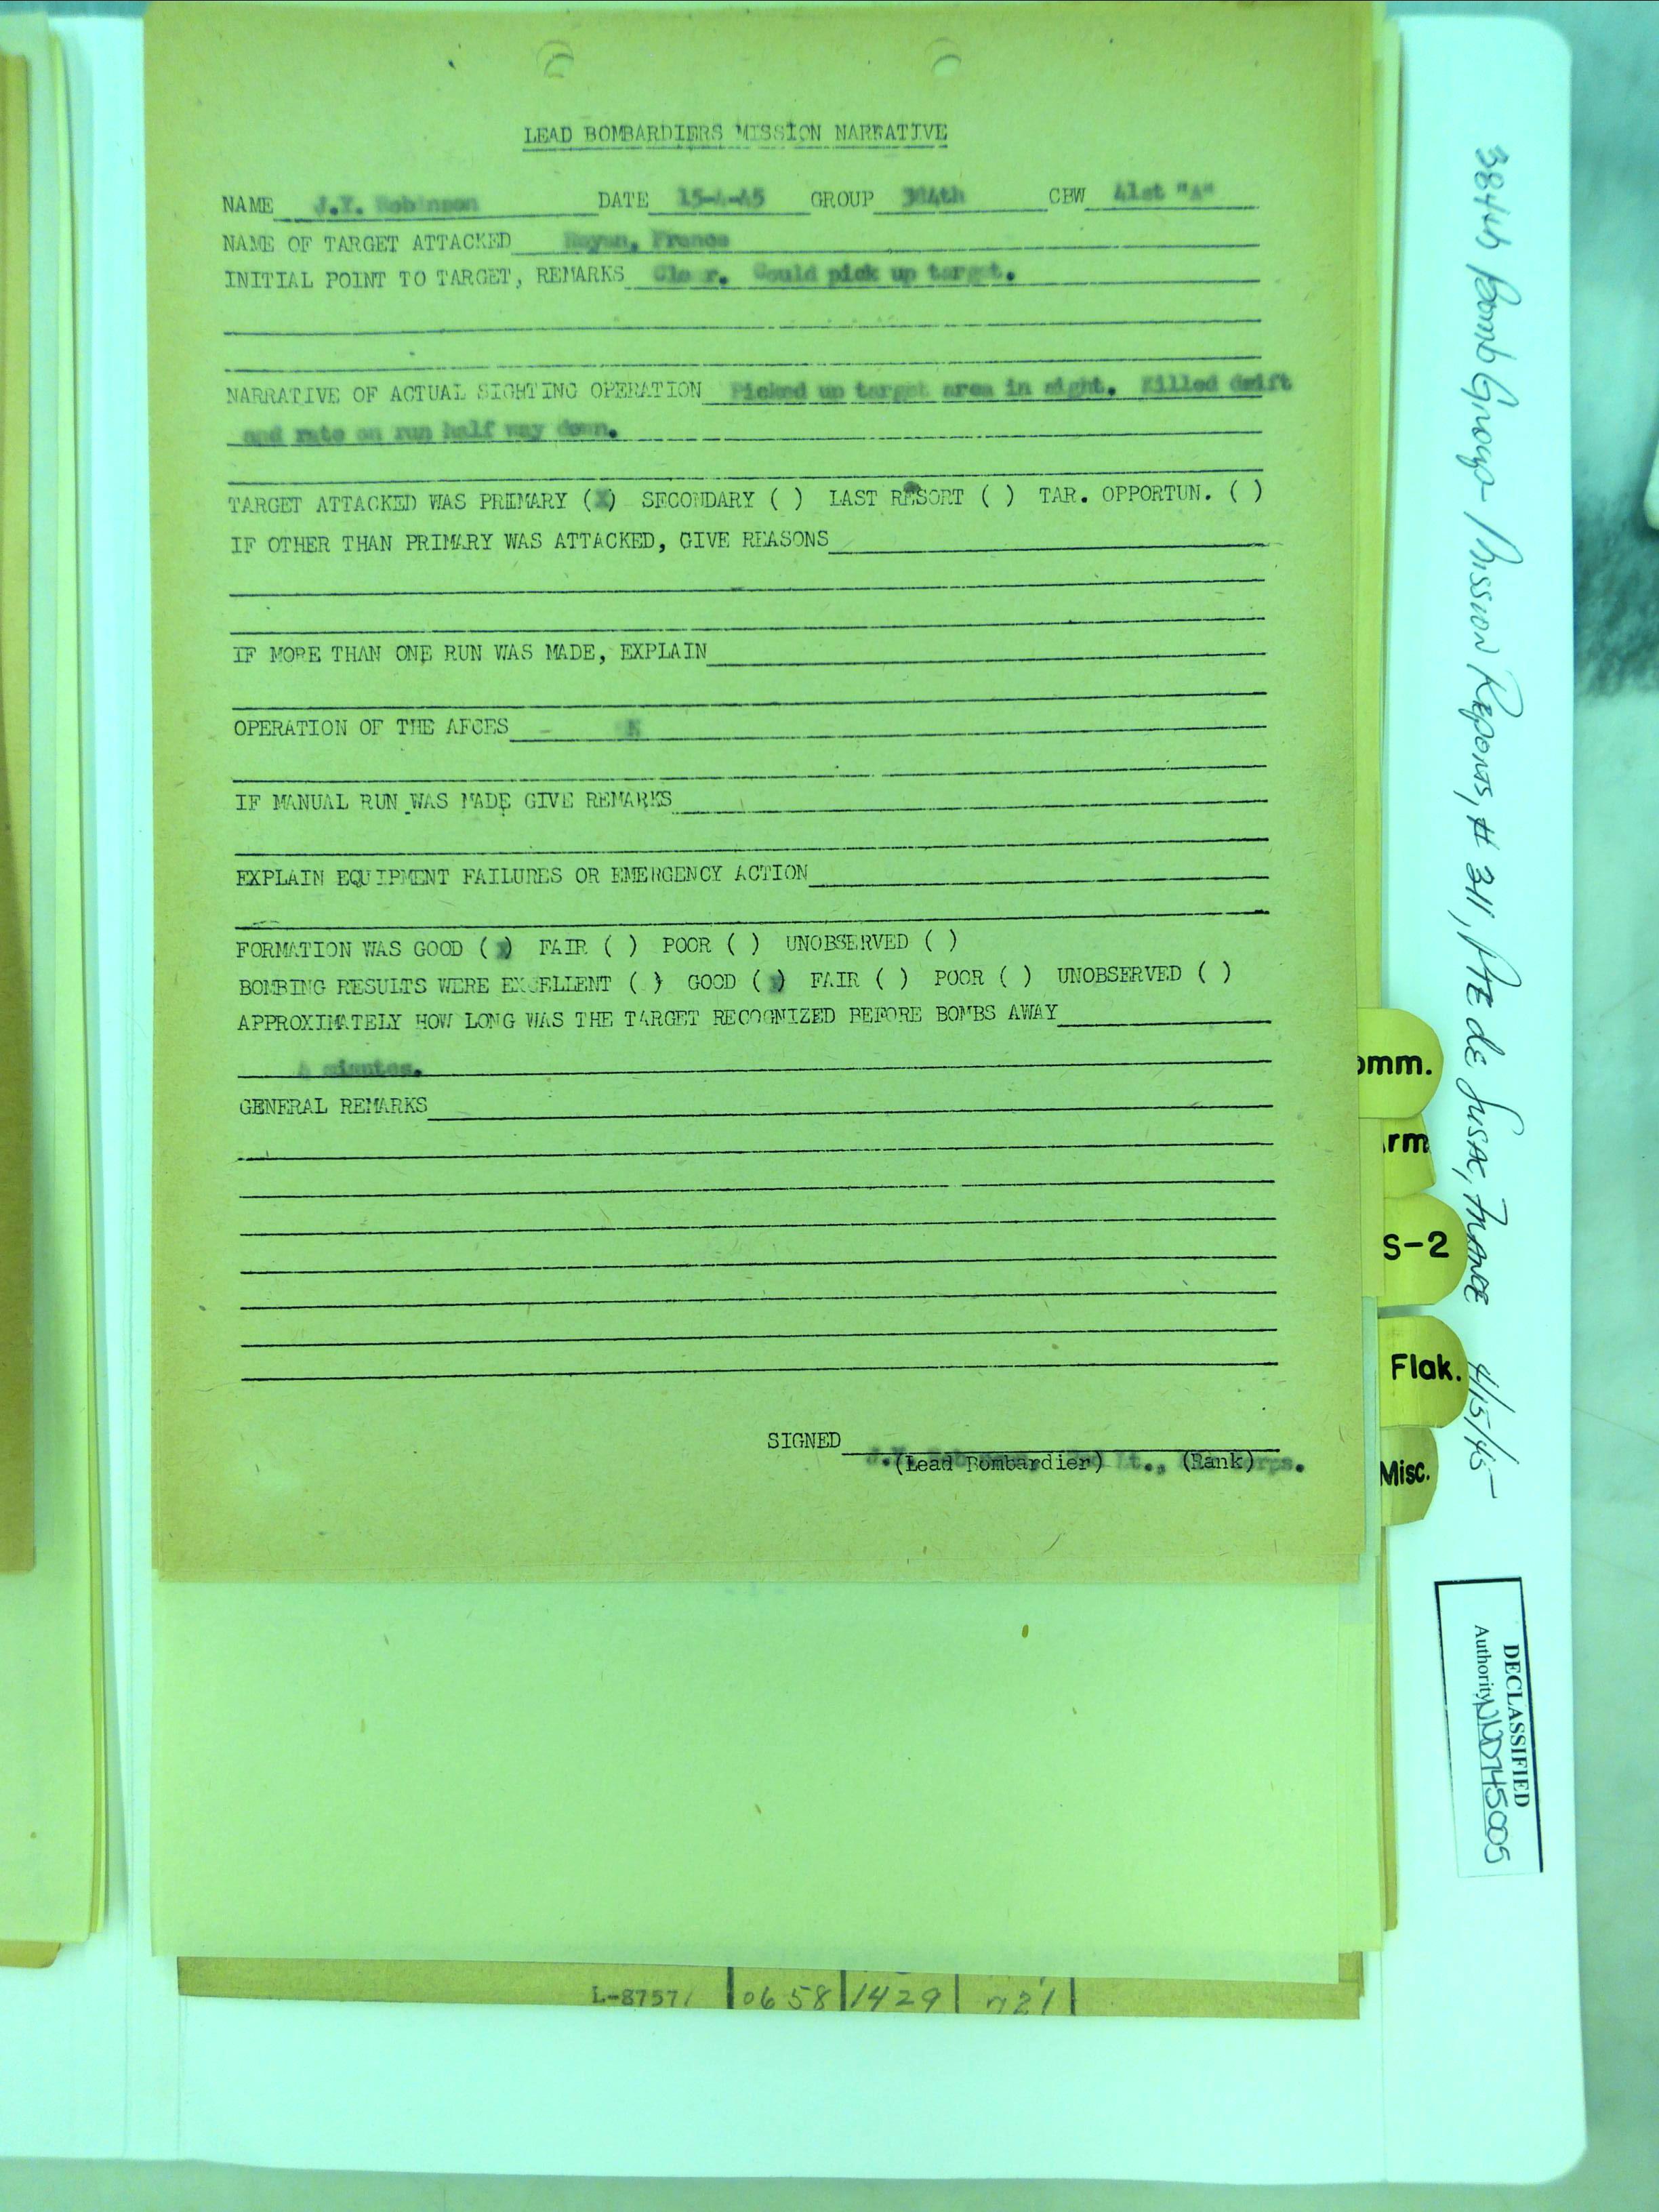 LEAD BOMBARDIERS MISSION NARRATIVE
NAME J.Y. Robinson DATE 15-4-45 GROUP 384th CBW 41st "A"
NAME OF TARGET ATTACKED Royan, France
INITIAL POINT TO TARGET, REMARKS Clear. Could pick up target.
NARRATIVE OF ACTUAL SIGHTING OPERATION Picked up target area in sight. Killed drift
and rate on run half way down.
TARGET ATTACKED WAS PRIMARY (X) SECONDARY ( ) LAST RESORT ( ) TAR. OPPORTUN. ( )
IF OTHER THAN PRIMARY WAS ATTACKED, GIVE REASONS
IF MORE THAN ONE RUN WAS MADE, EXPLAIN
OPERATION OF THE AFCES -
IF MANUAL RUN WAS MADE GIVE REMARKS
EXPLAIN EQUIPMENT FAILURES OR EMERGENCY ACTION
FORMATION WAS GOOD (X) FAIR ( ) POOR ( ) UNOBSERVED ( )
BOMBING RESULTS WERE EXCELLENT ( ) GOOD (X) FAIR ( ) POOR ( ) UNOBSERVED ( )
APPROXIMATELY HOW LONG WAS THE TARGET RECOGNIZED BEFORE BOMBS AWAY
4 minutes.
GENERAL REMARKS
SIGNED
J.Y. Robinson, Lt.,
(Lead Bombardier) (Rank)
- 1 -
L-8757 0658 1429 721
omm.
rm
S-2
Flak.
Misc.
384th Bomb Group - Mission Reports, # 311, Pte de Susac, France 4/15/45
DECLASSIFIED
Authority NND745005